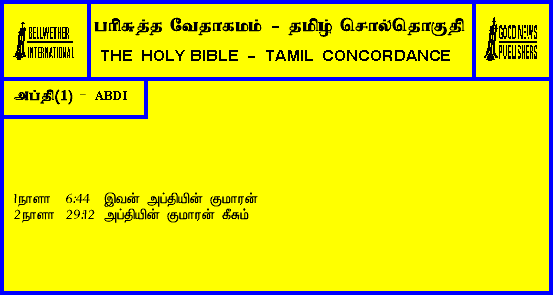 BELLWETHER
INTERNATIONAL
பரிசுத்த வேதாகமம் - தமிழ் சொல்தொகுதி
THE HOLY BIBLE - TAMIL CONCORDANCE
GOOD NEWS
PUBLISHERS
அப்தி(1) - ABDI
1நாளா 6:44 இவன் அப்தியின் குமாரன்
2நாளா 29:12 அப்தியின் குமாரன் கீசும்